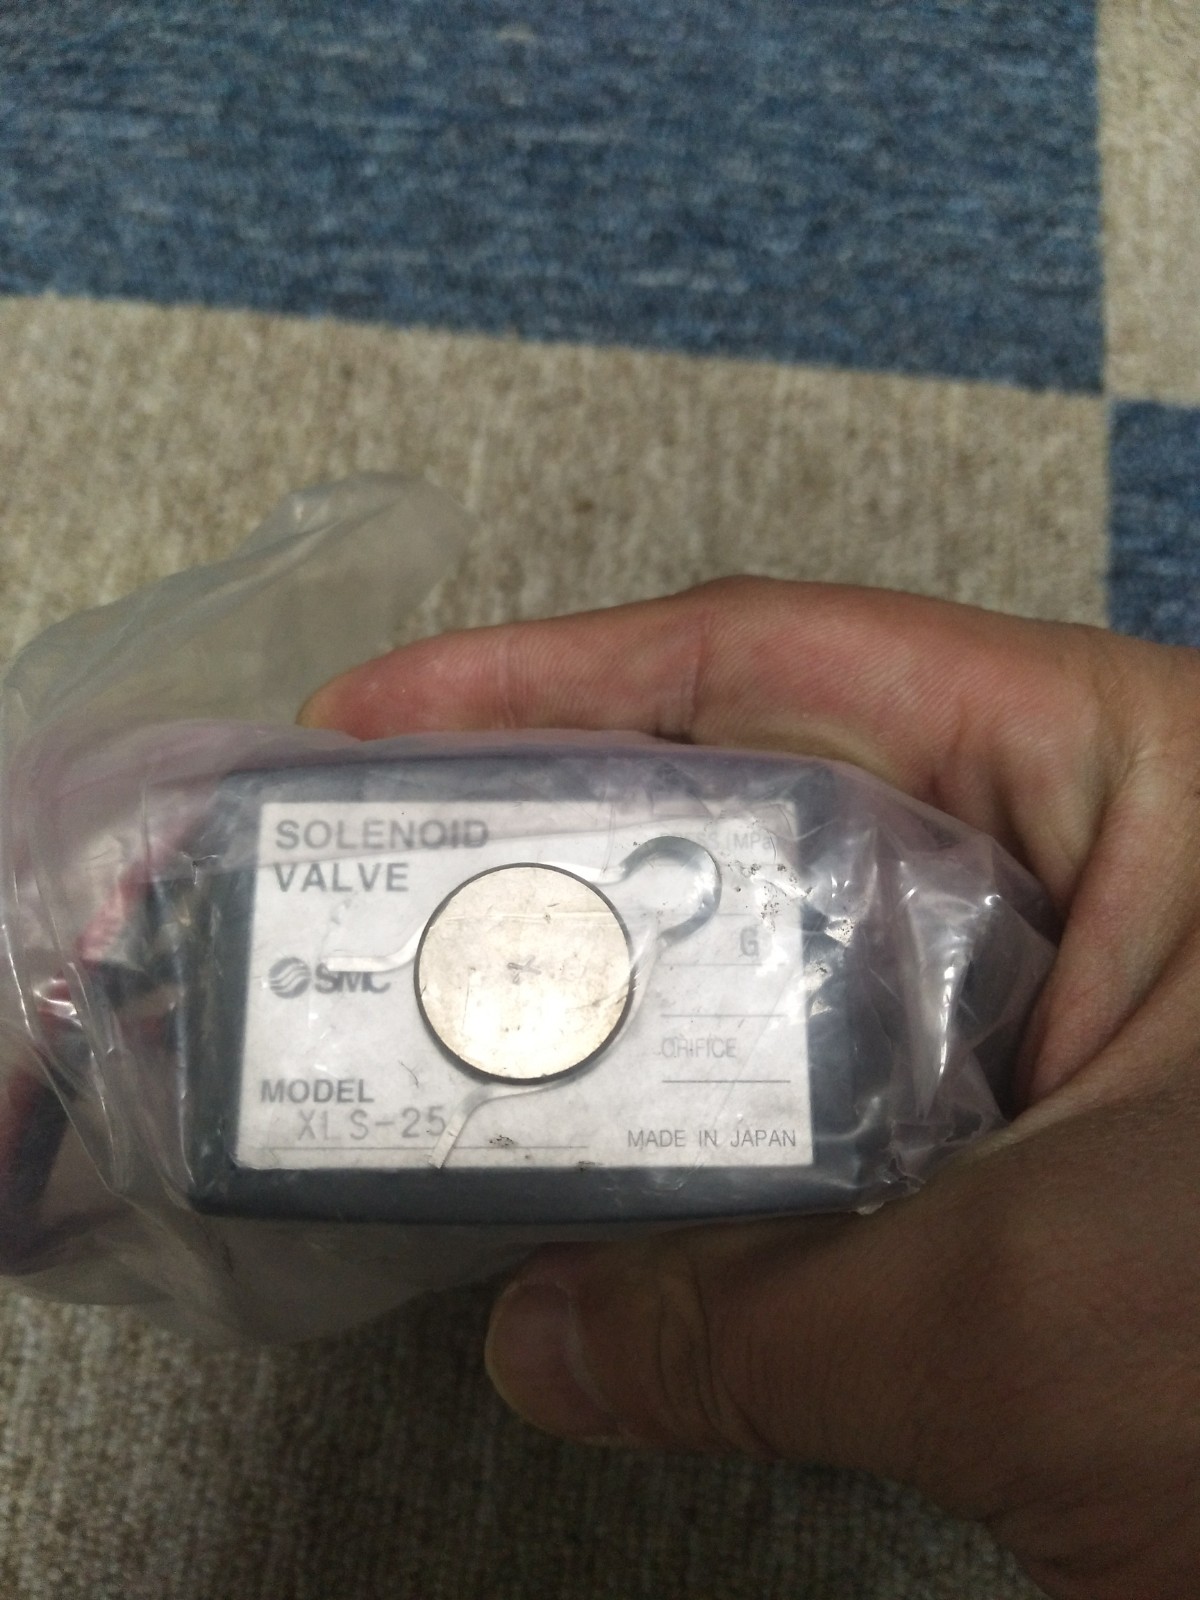 SOLENOID
VALVE
SMC
MODEL
XLS-25
MPa
G
ORIFICE
MADE IN JAPAN